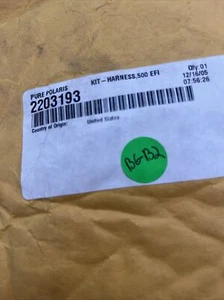 PURE POLARIS
KIT-HARNESS,500 EFI
2203193
Qty 01
12/16/05
07:56:26
Country of Origin:
United States
B6-B2